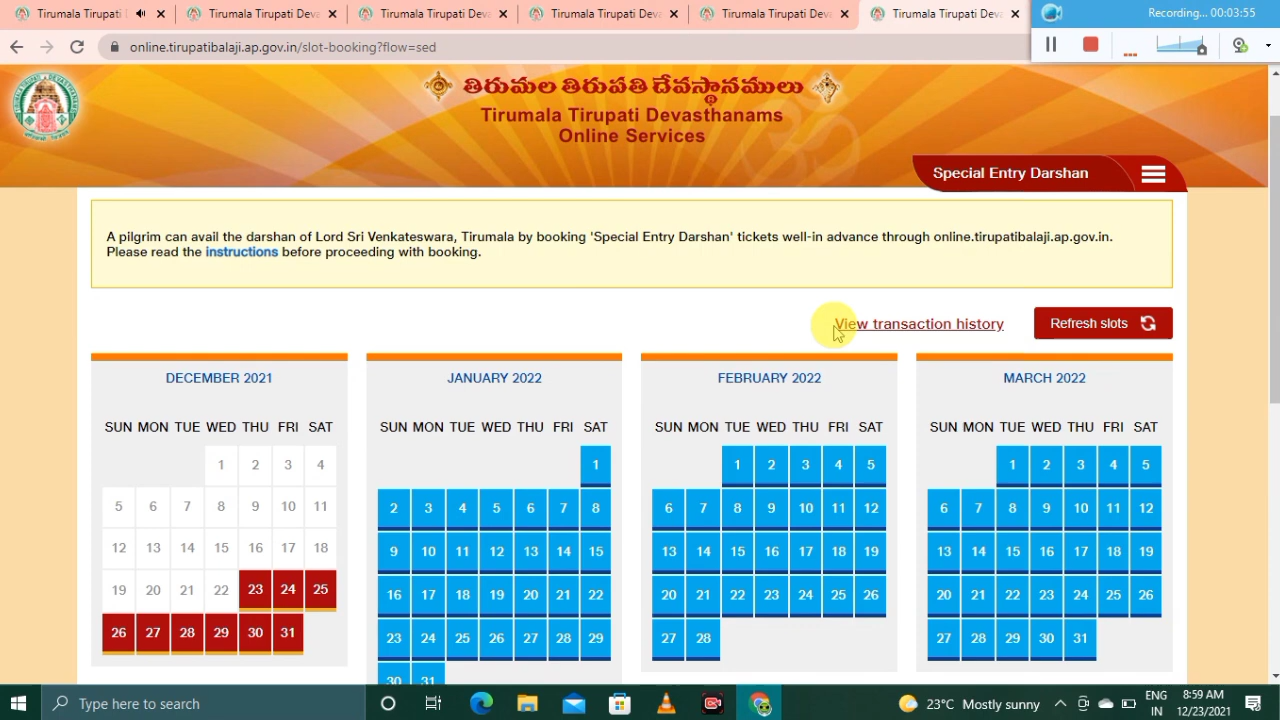 Tirumala Tirupati D
Tirumala Tirupati Deva
Tirumala Tirupati Deva
Tirumala Tirupati Deva
Tirumala Tirupati Deva
Tirumala Tirupati Deva
Recording... 00:03:55
online.tirupatibalaji.ap.gov.in/slot-booking?flow=sed
తిరుమల తిరుపతి దేవస్థానములు
Tirumala Tirupati Devasthanams
Online Services
Special Entry Darshan
A pilgrim can avail the darshan of Lord Sri Venkateswara, Tirumala by booking 'Special Entry Darshan' tickets well-in advance through online.tirupatibalaji.ap.gov.in.
Please read the instructions before proceeding with booking.
View transaction history
Refresh slots
DECEMBER 2021
SUN MON TUE WED THU FRI SAT
1 2 3 4
5 6 7 8 9 10 11
12 13 14 15 16 17 18
19 20 21 22 23 24 25
26 27 28 29 30 31
JANUARY 2022
SUN MON TUE WED THU FRI SAT
1
2 3 4 5 6 7 8
9 10 11 12 13 14 15
16 17 18 19 20 21 22
23 24 25 26 27 28 29
30 31
FEBRUARY 2022
SUN MON TUE WED THU FRI SAT
1 2 3 4 5
6 7 8 9 10 11 12
13 14 15 16 17 18 19
20 21 22 23 24 25 26
27 28
MARCH 2022
SUN MON TUE WED THU FRI SAT
1 2 3 4 5
6 7 8 9 10 11 12
13 14 15 16 17 18 19
20 21 22 23 24 25 26
27 28 29 30 31
Type here to search
23°C Mostly sunny
ENG
IN
8:59 AM
12/23/2021